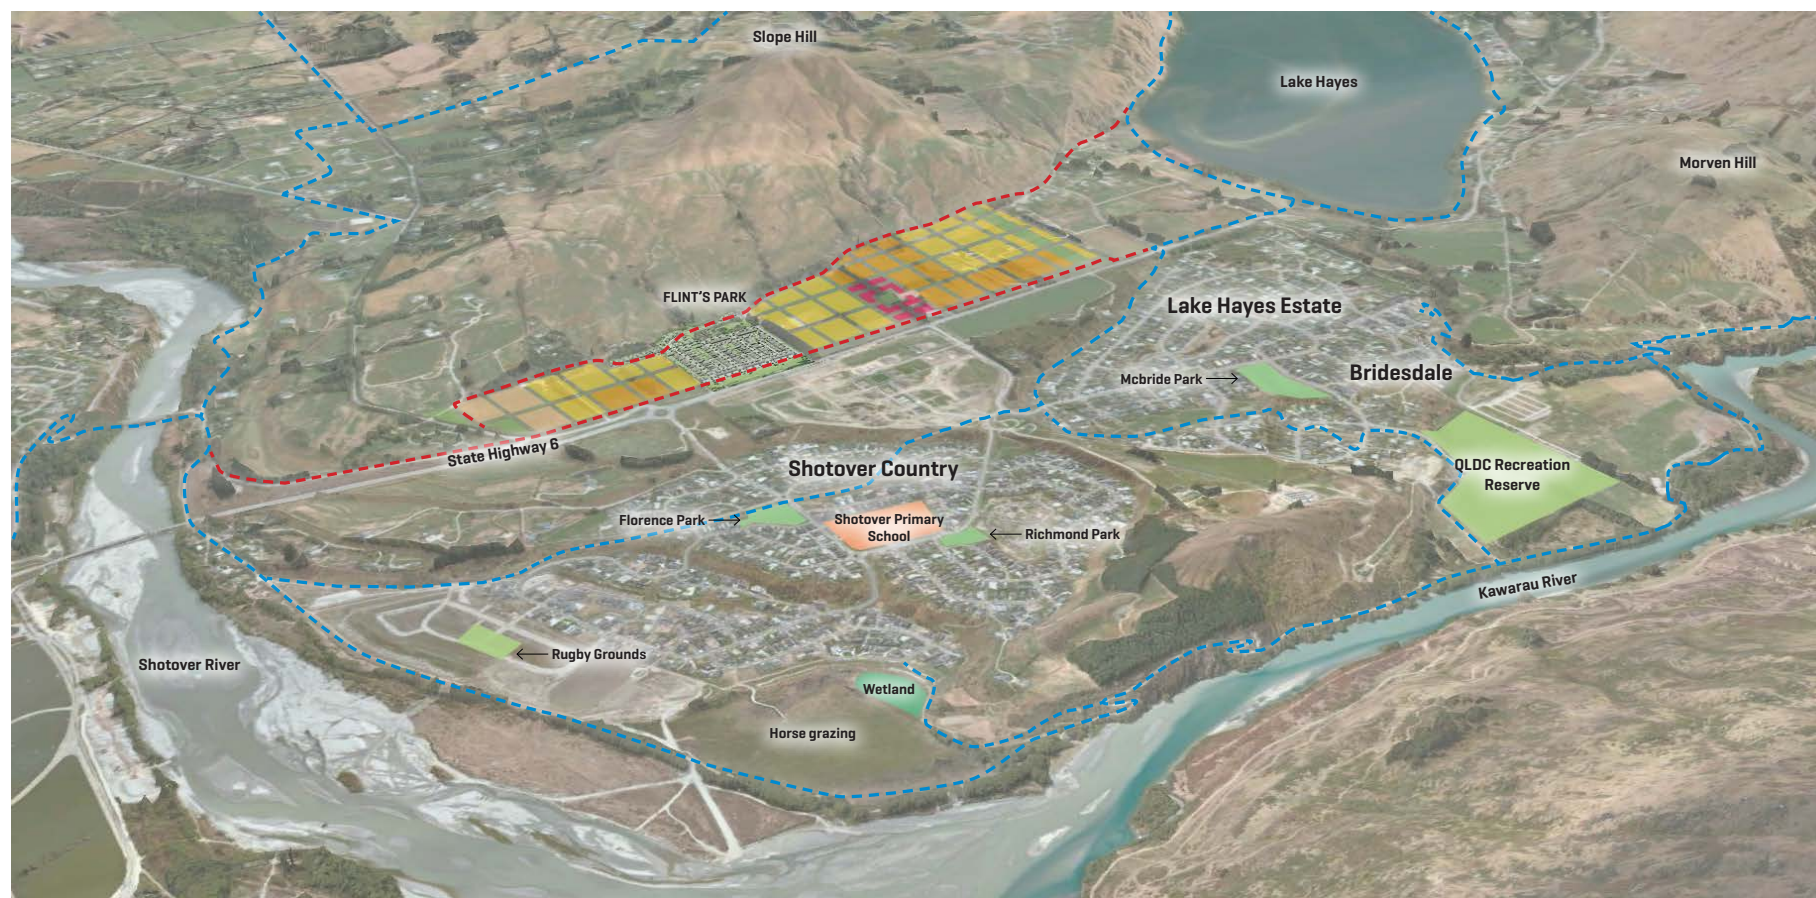 Slope Hill
Lake Hayes
Morven Hill
FLINT'S PARK
Lake Hayes Estate
Mcbride Park
Bridesdale
State Highway 6
Shotover Country
QLDC Recreation
Reserve
Florence Park
Shotover Primary
School
Richmond Park
Kawarau River
Rugby Grounds
Shotover River
Wetland
Horse grazing